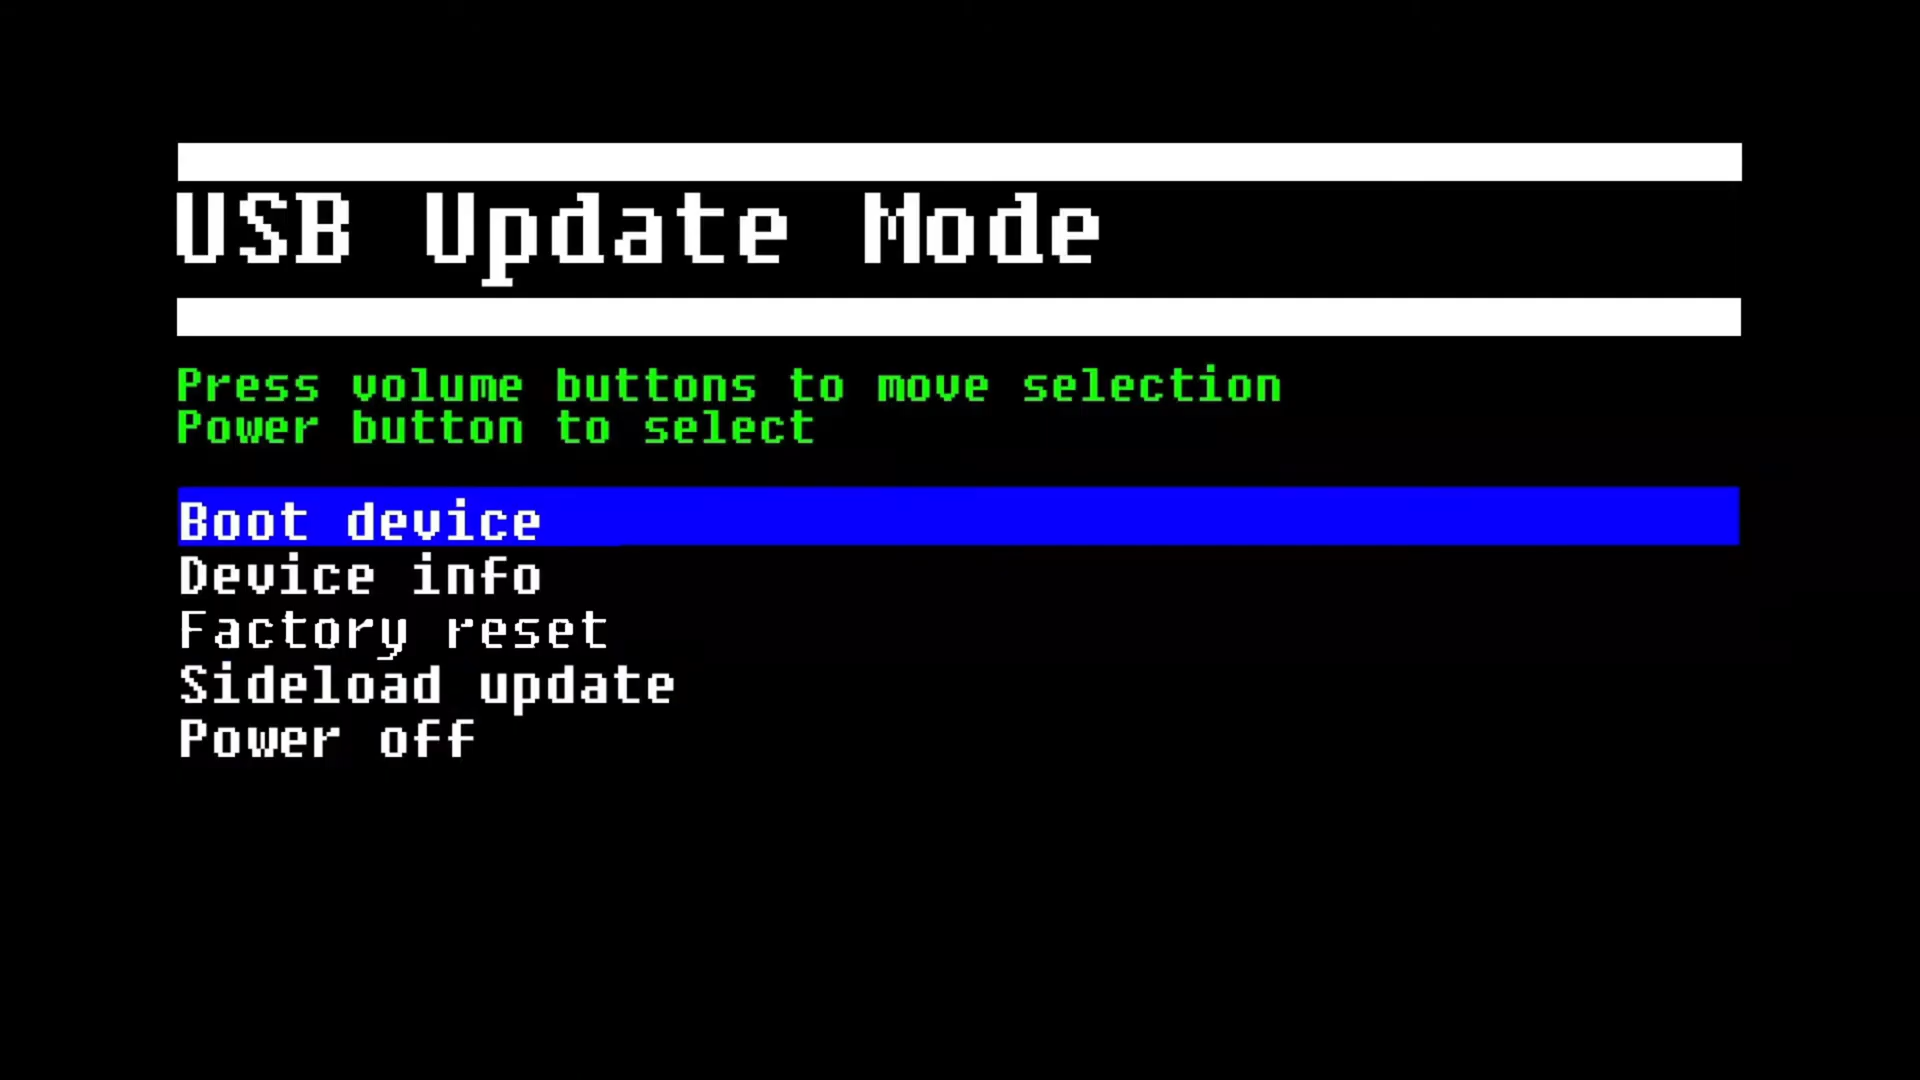 USB Update Mode
Press volume buttons to move selection
Power button to select
Boot device
Device info
Factory reset
Sideload update
Power off